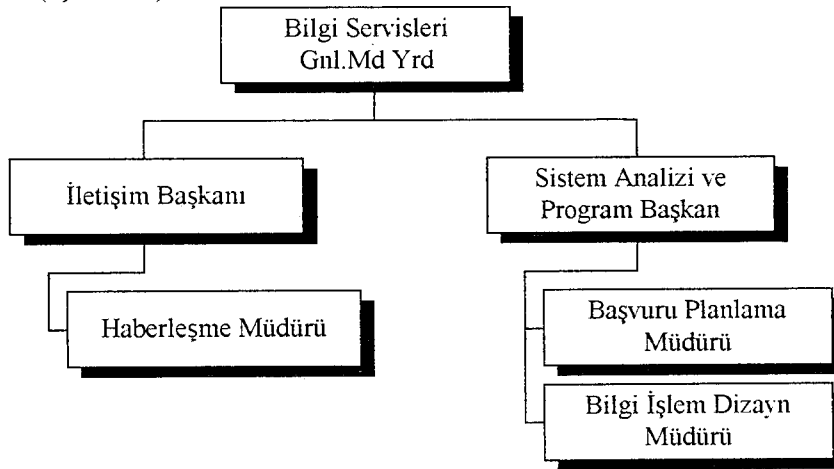 Bilgi Servisleri
Gnl.Md Yrd
İletişim Başkanı
Haberleşme Müdürü
Sistem Analizi ve
Program Başkan
Başvuru Planlama
Müdürü
Bilgi İşlem Dizayn
Müdürü